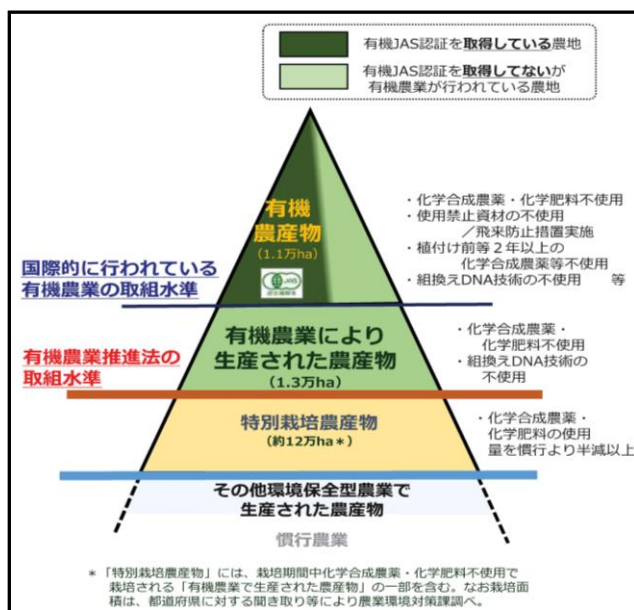 有機JAS認証を取得している農地
有機JAS認証を取得してないが
有機農業が行われている農地
有機
農産物
(1.1万ha)
JAS
・化学合成農薬・化学肥料不使用
・使用禁止資材の不使用
／飛来防止措置実施
・植付け前等２年以上の
化学合成農薬等不使用
・組換えDNA技術の不使用　等
国際的に行われている
有機農業の取組水準
有機農業により
生産された農産物
(1.3万ha)
・化学合成農薬・
化学肥料不使用
・組換えDNA技術の
不使用
有機農業推進法の
取組水準
特別栽培農産物
(約12万ha＊)
・化学合成農薬・
化学肥料の使用
量を慣行より半減以上
その他環境保全型農業で
生産された農産物
慣行農業
＊「特別栽培農産物」には、栽培期間中化学合成農薬・化学肥料不使用で
栽培される「有機農業で生産された農産物」の一部を含む。なお栽培面
積は、都道府県に対する聞き取り等により農業環境対策課調べ。